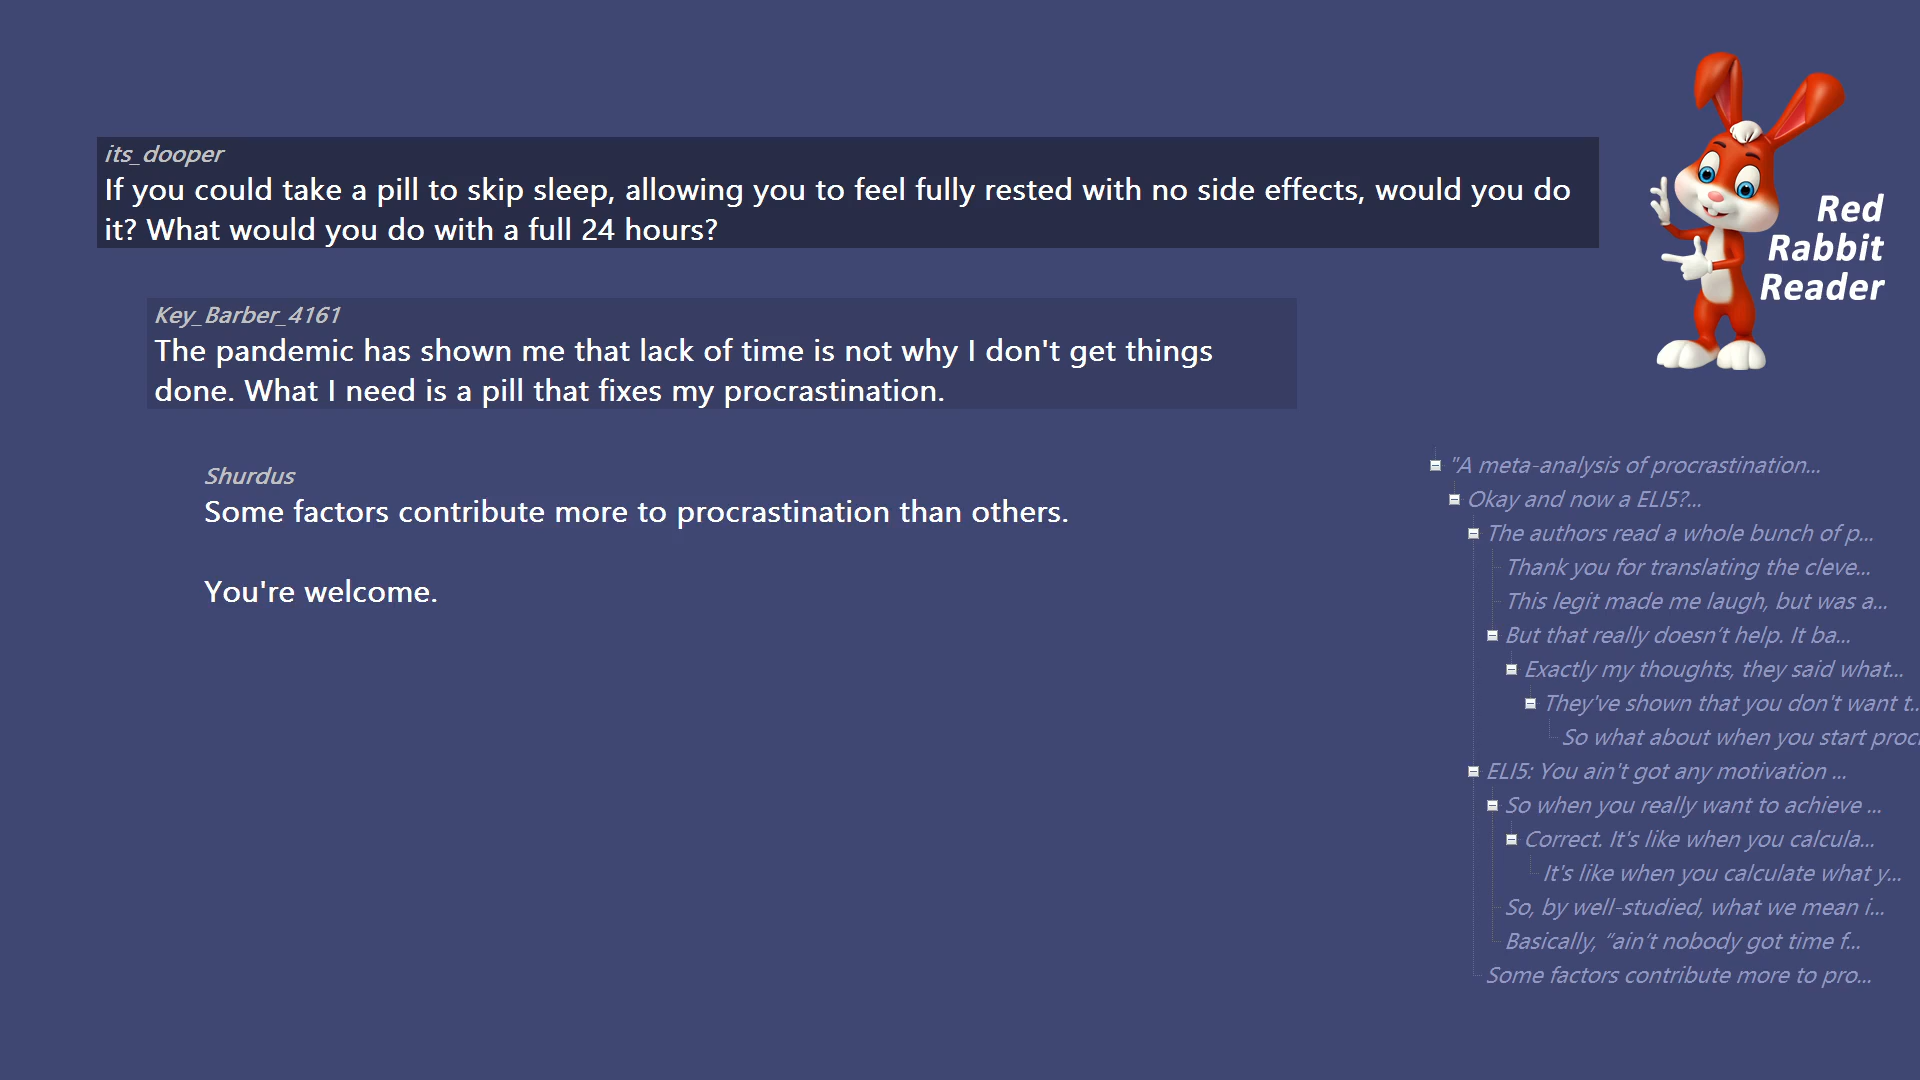 its_dooper
If you could take a pill to skip sleep, allowing you to feel fully rested with no side effects, would you do
it? What would you do with a full 24 hours?
Red
Rabbit
Reader
Key_Barber_4161
The pandemic has shown me that lack of time is not why I don't get things
done. What I need is a pill that fixes my procrastination.
Shurdus
Some factors contribute more to procrastination than others.
You're welcome.
"A meta-analysis of procrastination...
Okay and now a ELI5?...
The authors read a whole bunch of p...
Thank you for translating the cleve...
This legit made me laugh, but was a...
But that really doesn’t help. It ba...
Exactly my thoughts, they said what...
They've shown that you don't want t...
So what about when you start proc
ELI5: You ain't got any motivation ...
So when you really want to achieve ...
Correct. It's like when you calcula...
It's like when you calculate what y...
So, by well-studied, what we mean i...
Basically, “ain’t nobody got time f...
Some factors contribute more to pro...